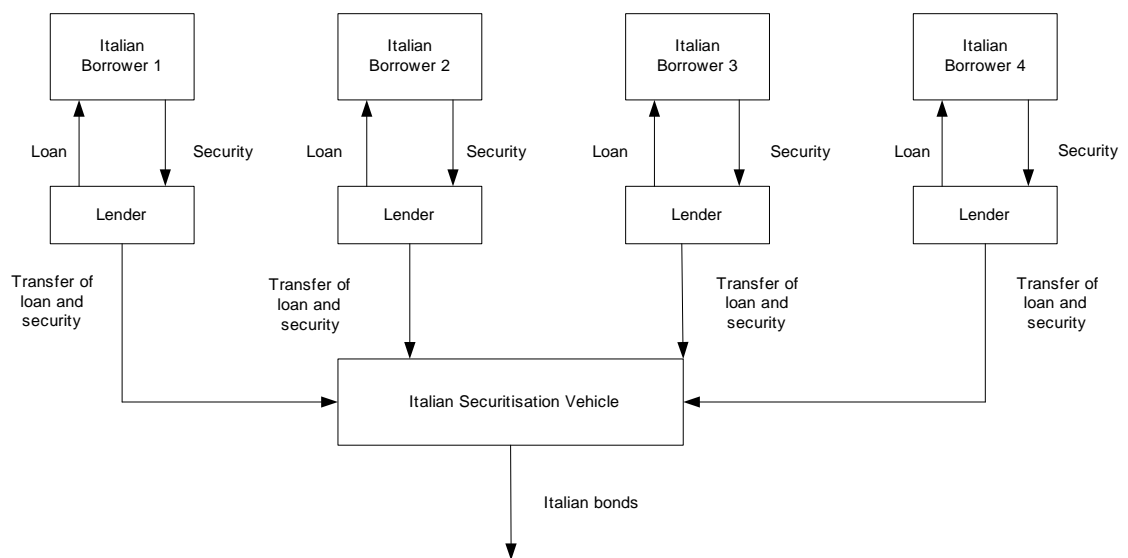 Italian
Borrower 1
Italian
Borrower 2
Italian
Borrower 3
Italian
Borrower 4
Loan
Security
Loan
Security
Loan
Security
Loan
Security
Lender
Lender
Lender
Lender
Transfer of
loan and
security
Transfer of
loan and
security
Transfer of
loan and
security
Transfer of
loan and
security
Italian Securitisation Vehicle
Italian bonds